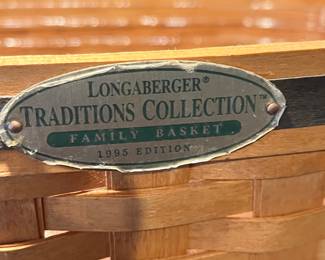 LONGABERGER®
TRADITIONS COLLECTION™
FAMILY BASKET
1995 EDITION